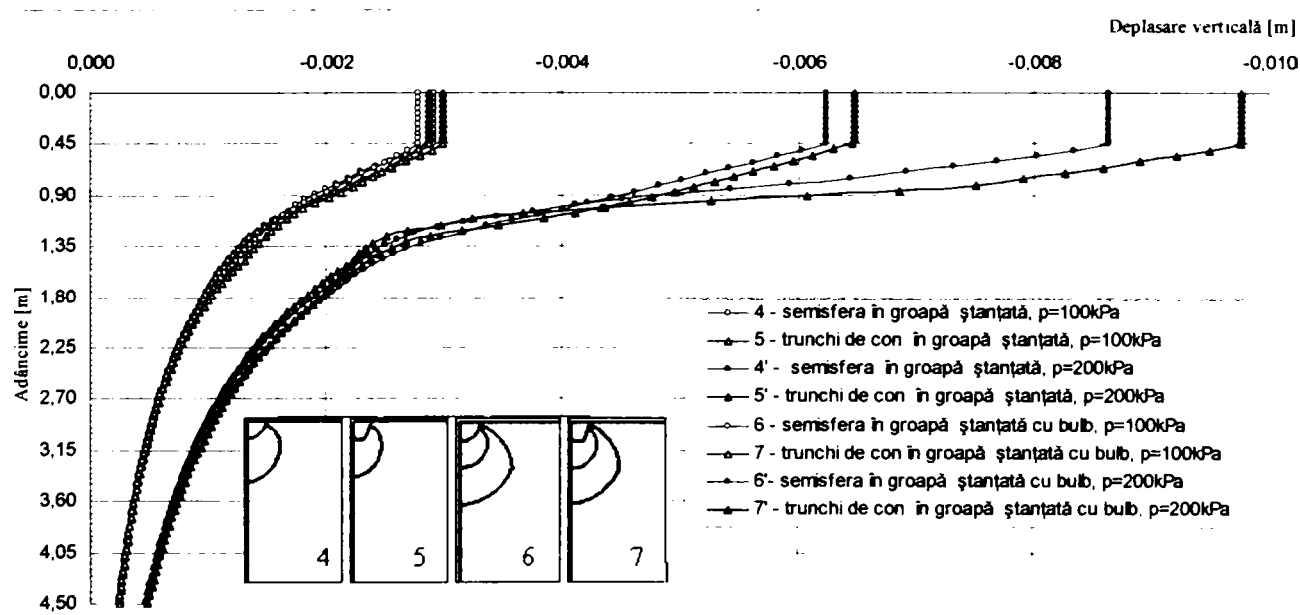 Deplasare verticală [m]
0,000 -0,002 -0,004 -0,006 -0,008 -0,010
0,00
0,45
0,90
1,35
1,80
2,25
2,70
3,15
3,60
4,05
4,50
Adâncime [m]
4 - semisfera în groapă ştanţată, p=100kPa
5 - trunchi de con în groapă ştanţată, p=100kPa
4' - semisfera în groapă ştanţată, p=200kPa
5' - trunchi de con în groapă ştanţată, p=200kPa
6 - semisfera în groapă ştanţată cu bulb, p=100kPa
7 - trunchi de con în groapă ştanţată cu bulb, p=100kPa
6'- semisfera în groapă ştanţată cu bulb, p=200kPa
7' - trunchi de con în groapă ştanţată cu bulb, p=200kPa
4 5 6 7